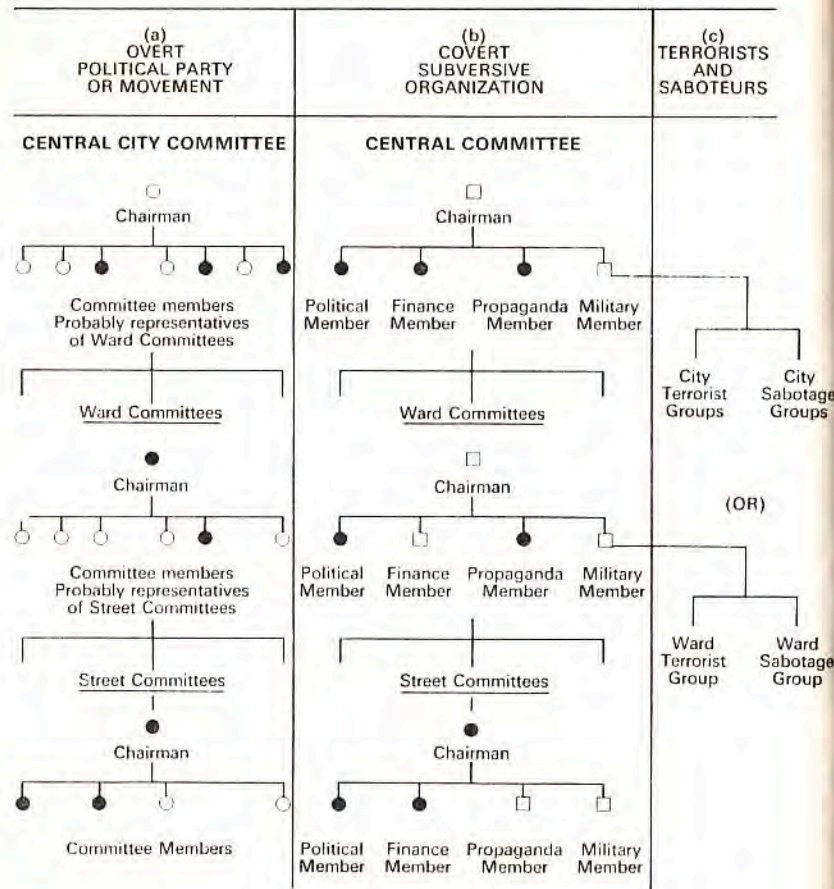 (a)
OVERT
POLITICAL PARTY
OR MOVEMENT
(b)
COVERT
SUBVERSIVE
ORGANIZATION
(c)
TERRORISTS
AND
SABOTEURS
CENTRAL CITY COMMITTEE
CENTRAL COMMITTEE
Chairman
Chairman
Committee members
Probably representatives
of Ward Committees
Political
Member
Finance
Member
Propaganda
Member
Military
Member
City
Terrorist
Groups
City
Sabotage
Groups
Ward Committees
Ward Committees
Chairman
Chairman
(OR)
Committee members
Probably representatives
of Street Committees
Political
Member
Finance
Member
Propaganda
Member
Military
Member
Ward
Terrorist
Group
Ward
Sabotage
Group
Street Committees
Street Committees
Chairman
Chairman
Committee Members
Political
Member
Finance
Member
Propaganda
Member
Military
Member